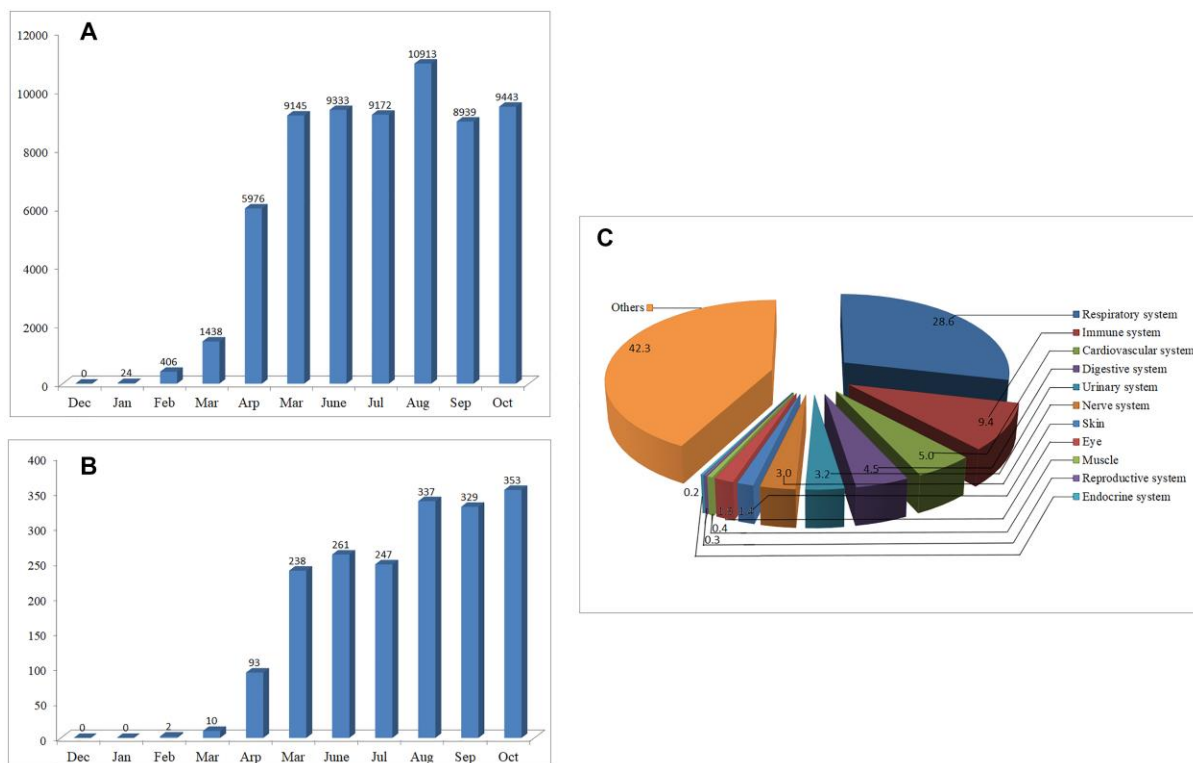 A
12000
10000
8000
6000
4000
2000
0
0 24 406 1438 5976 9145 9333 9172 10913 8939 9443
Dec Jan Feb Mar Arp Mar June Jul Aug Sep Oct
B
400
350
300
250
200
150
100
50
0
0 0 2 10 93 238 261 247 337 329 353
Dec Jan Feb Mar Arp Mar June Jul Aug Sep Oct
C
Others
42.3
28.6
9.4
5.0
4.5
3.2
3.0
1.4
0.4
0.3
0.2
Respiratory system
Immune system
Cardiovascular system
Digestive system
Urinary system
Nerve system
Skin
Eye
Muscle
Reproductive system
Endocrine system